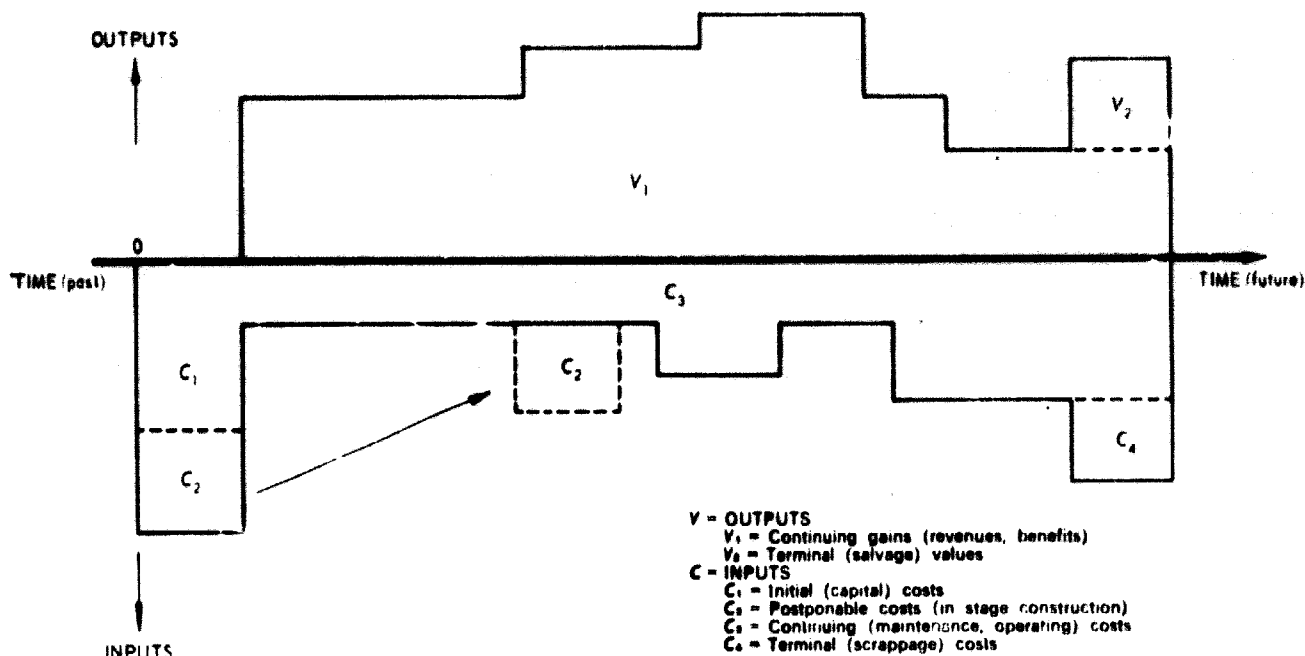 OUTPUTS
V₂
V₁
0
TIME (past)
TIME (future)
C₃
C₁
C₂
C₂
C₄
V = OUTPUTS
V₁ = Continuing gains (revenues, benefits)
V₂ = Terminal (salvage) values
C = INPUTS
C₁ = Initial (capital) costs
C₂ = Postponable costs (in stage construction)
C₃ = Continuing (maintenance, operating) costs
C₄ = Terminal (scrappage) costs
INPUTS